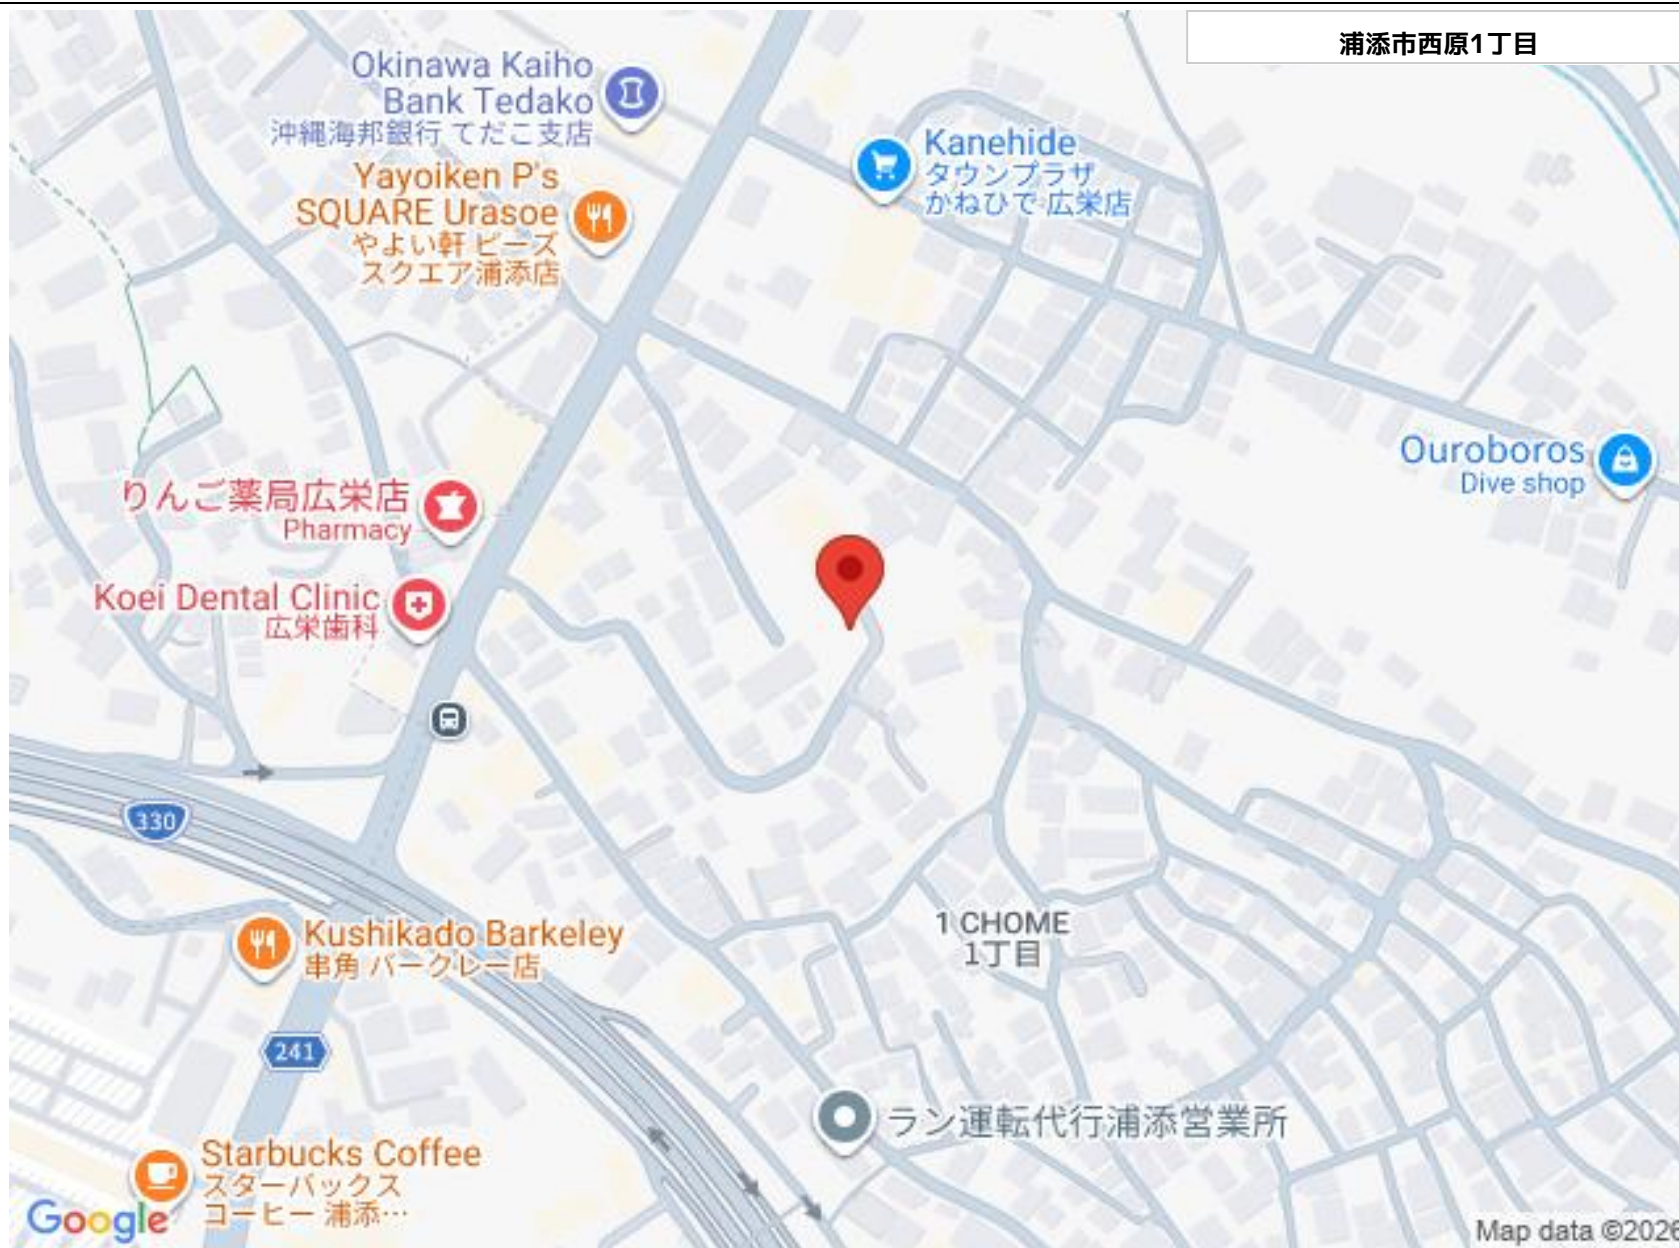 浦添市西原1丁目
Okinawa Kaiho
Bank Tedako
沖縄海邦銀行 てだこ支店
Kanehide
タウンプラザ
かねひで 広栄店
Yayoiken P's
SQUARE Urasoe
やよい軒 ピーズ
スクエア浦添店
Ouroboros
Dive shop
りんご薬局広栄店
Pharmacy
Koei Dental Clinic
広栄歯科
330
Kushikado Barkeley
串角 バークレー店
1 CHOME
1丁目
241
ラン運転代行浦添営業所
Starbucks Coffee
スターバックス
コーヒー 浦添…
Google
Map data ©2026